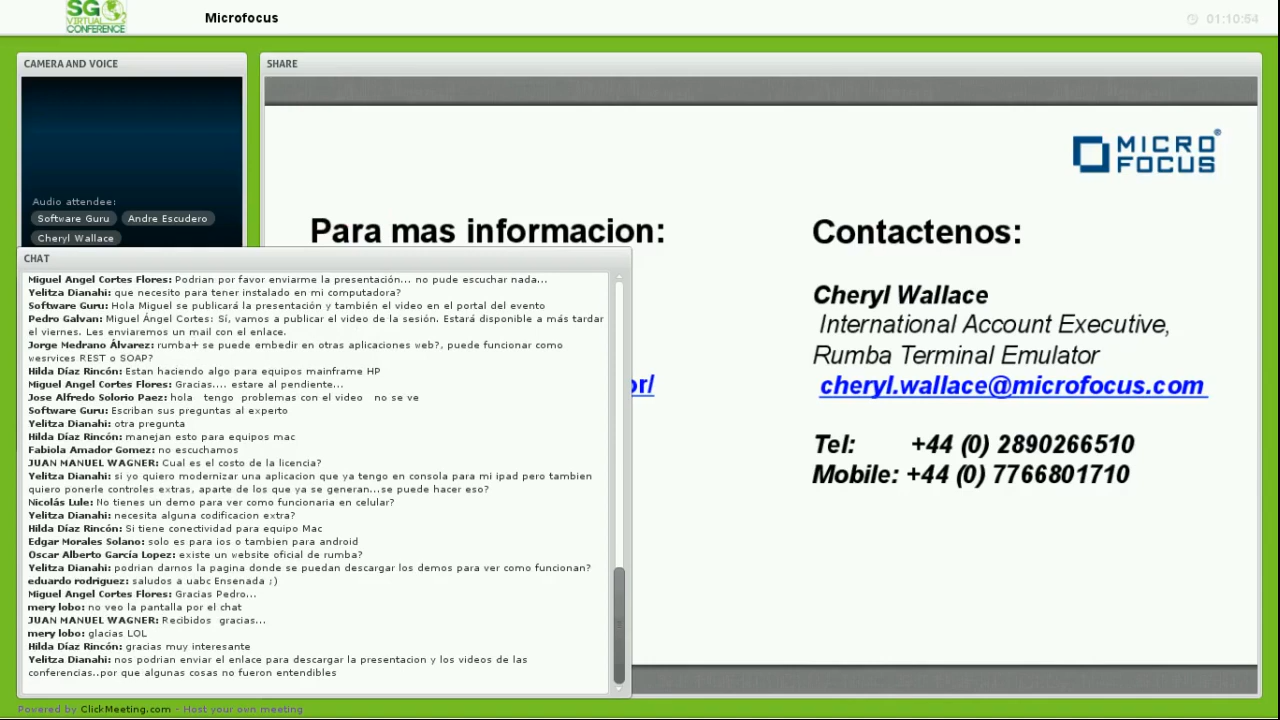 SG
VIRTUAL
CONFERENCE
Microfocus
01:10:54
CAMERA AND VOICE
Audio attendee:
Software Guru
Andre Escudero
Cheryl Wallace
SHARE
MICRO
FOCUS
Para mas informacion:
or/
Contactenos:
Cheryl Wallace
International Account Executive,
Rumba Terminal Emulator
cheryl.wallace@microfocus.com
Tel: +44 (0) 2890266510
Mobile: +44 (0) 7766801710
CHAT
Miguel Angel Cortes Flores: Podrian por favor enviarme la presentación... no pude escuchar nada...
Yelitza Dianahi: que necesito para tener instalado en mi computadora?
Software Guru: Hola Miguel se publicará la presentación y también el video en el portal del evento
Pedro Galvan: Miguel Ángel Cortes: Sí, vamos a publicar el video de la sesión. Estará disponible a más tardar
el viernes. Les enviaremos un mail con el enlace.
Jorge Medrano Álvarez: rumba+ se puede embedir en otras aplicaciones web?, puede funcionar como
wesrvices REST o SOAP?
Hilda Díaz Rincón: Estan haciendo algo para equipos mainframe HP
Miguel Angel Cortes Flores: Gracias.... estare al pendiente...
Jose Alfredo Solorio Paez: hola tengo problemas con el video no se ve
Software Guru: Escriban sus preguntas al experto
Yelitza Dianahi: otra pregunta
Hilda Díaz Rincón: manejan esto para equipos mac
Fabiola Amador Gomez: no escuchamos
JUAN MANUEL WAGNER: Cual es el costo de la licencia?
Yelitza Dianahi: si yo quiero modernizar una aplicacion que ya tengo en consola para mi ipad pero tambien
quiero ponerle controles extras, aparte de los que ya se generan...se puede hacer eso?
Nicolás Lule: No tienes un demo para ver como funcionaria en celular?
Yelitza Dianahi: necesita alguna codificacion extra?
Hilda Díaz Rincón: Si tiene conectividad para equipo Mac
Edgar Morales Solano: solo es para ios o tambien para android
Oscar Alberto García Lopez: existe un website oficial de rumba?
Yelitza Dianahi: podrian darnos la pagina donde se puedan descargar los demos para ver como funcionan?
eduardo rodriguez: saludos a uabc Ensenada ;)
Miguel Angel Cortes Flores: Gracias Pedro...
mery lobo: no veo la pantalla por el chat
JUAN MANUEL WAGNER: Recibidos gracias...
mery lobo: glacias LOL
Hilda Díaz Rincón: gracias muy interesante
Yelitza Dianahi: nos podrian enviar el enlace para descargar la presentacion y los videos de las
conferencias..por que algunas cosas no fueron entendibles
Powered by ClickMeeting.com - Host your own meeting